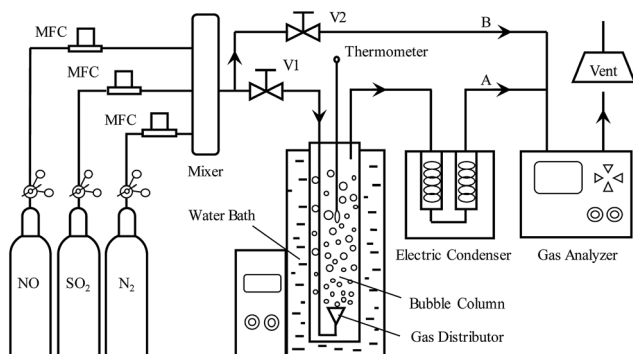 MFC
V2
B
MFC
Thermometer
V1
MFC
A
Vent
Mixer
Water Bath
Electric Condenser
Gas Analyzer
NO
SO2
N2
Bubble Column
Gas Distributor